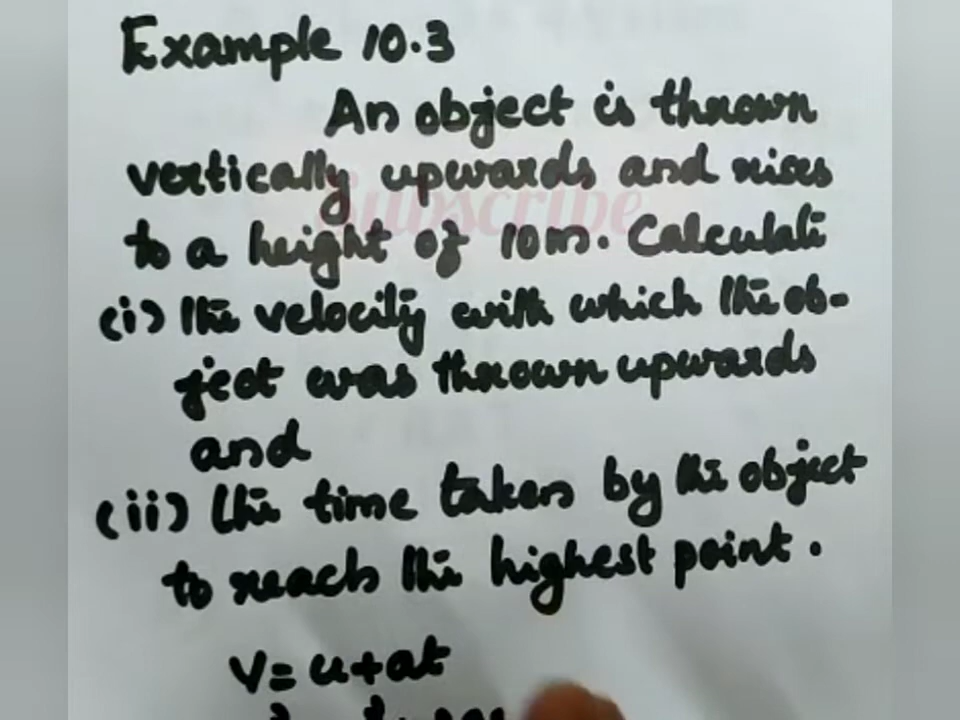 Example 10.3
An object is thrown
vertically upwards and rises
to a height of 10m. Calculate
(i) the velocity with which the ob-
ject was thrown upwards
and
(ii) the time taken by the object
to reach the highest point.
v = u + at
Subscribe